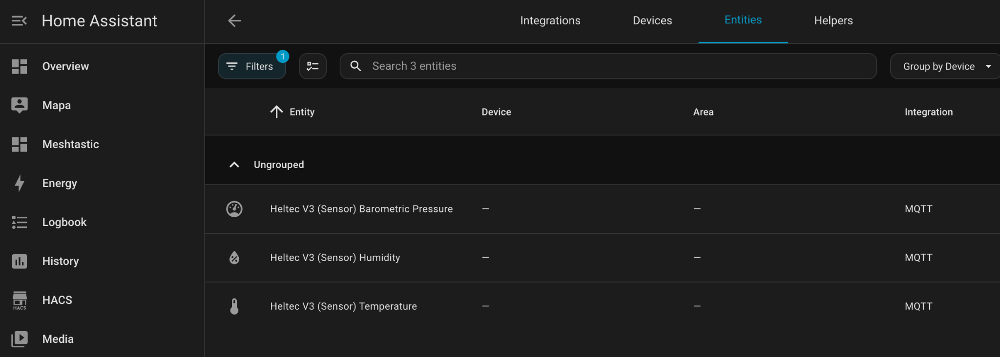 Home Assistant
Integrations Devices Entities Helpers
Filters 1 Search 3 entities Group by Device
Entity Device Area Integration
Ungrouped
Heltec V3 (Sensor) Barometric Pressure — — MQTT
Heltec V3 (Sensor) Humidity — — MQTT
Heltec V3 (Sensor) Temperature — — MQTT
Overview
Mapa
Meshtastic
Energy
Logbook
History
HACS HACS
Media